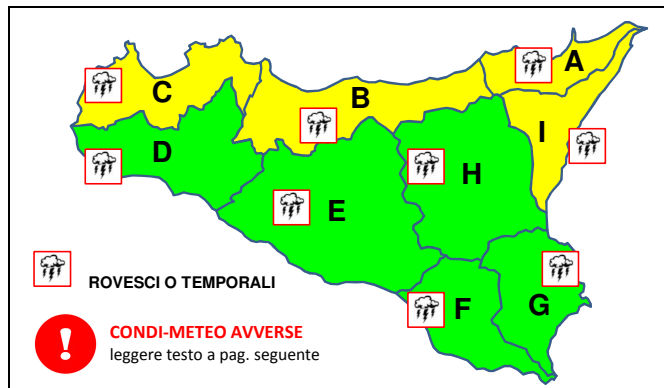 A
B
C
I
D
H
E
F
G
ROVESCI O TEMPORALI
!
CONDI-METEO AVVERSE
leggere testo a pag. seguente